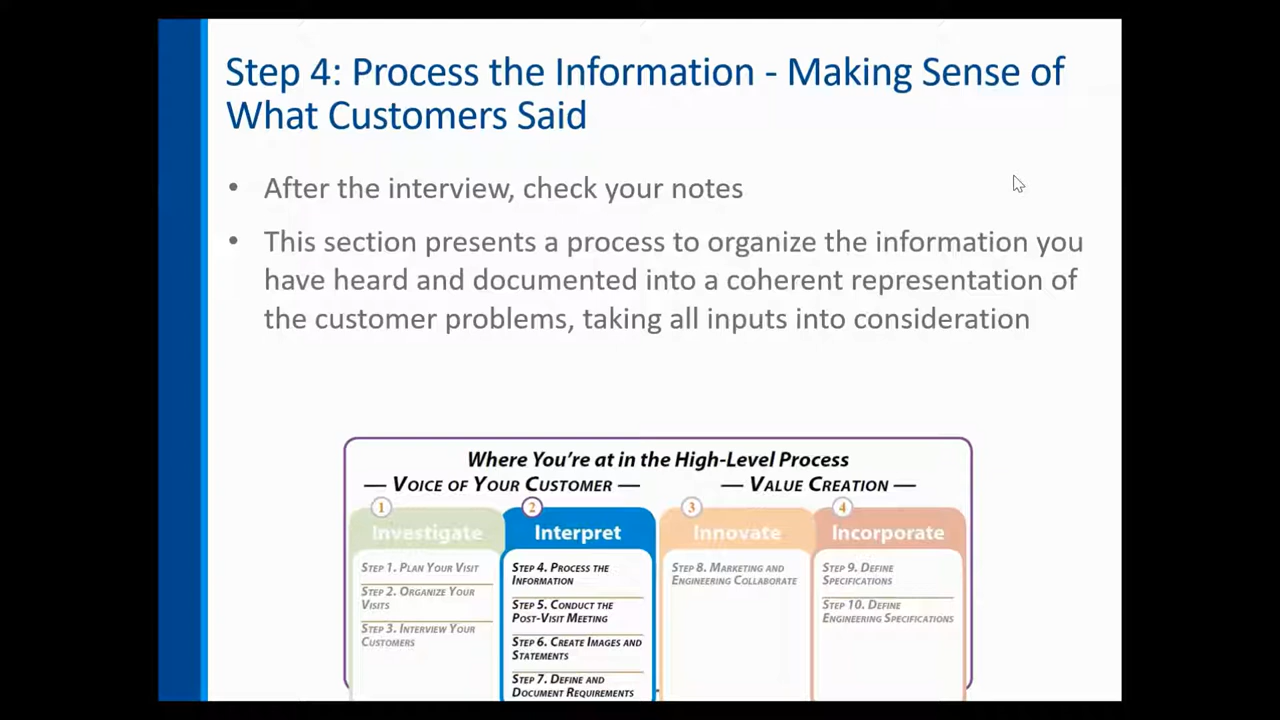 Step 4: Process the Information - Making Sense of
What Customers Said
• After the interview, check your notes
• This section presents a process to organize the information you
have heard and documented into a coherent representation of
the customer problems, taking all inputs into consideration
Where You're at in the High-Level Process
— VOICE OF YOUR CUSTOMER —
— VALUE CREATION —
1
Investigate
STEP 1. PLAN YOUR VISIT
STEP 2. ORGANIZE YOUR
VISITS
STEP 3. INTERVIEW YOUR
CUSTOMERS
2
Interpret
STEP 4. PROCESS THE
INFORMATION
STEP 5. CONDUCT THE
POST-VISIT MEETING
STEP 6. CREATE IMAGES AND
STATEMENTS
STEP 7. DEFINE AND
DOCUMENT REQUIREMENTS
3
Innovate
STEP 8. MARKETING AND
ENGINEERING COLLABORATE
4
Incorporate
STEP 9. DEFINE
SPECIFICATIONS
STEP 10. DEFINE
ENGINEERING SPECIFICATIONS